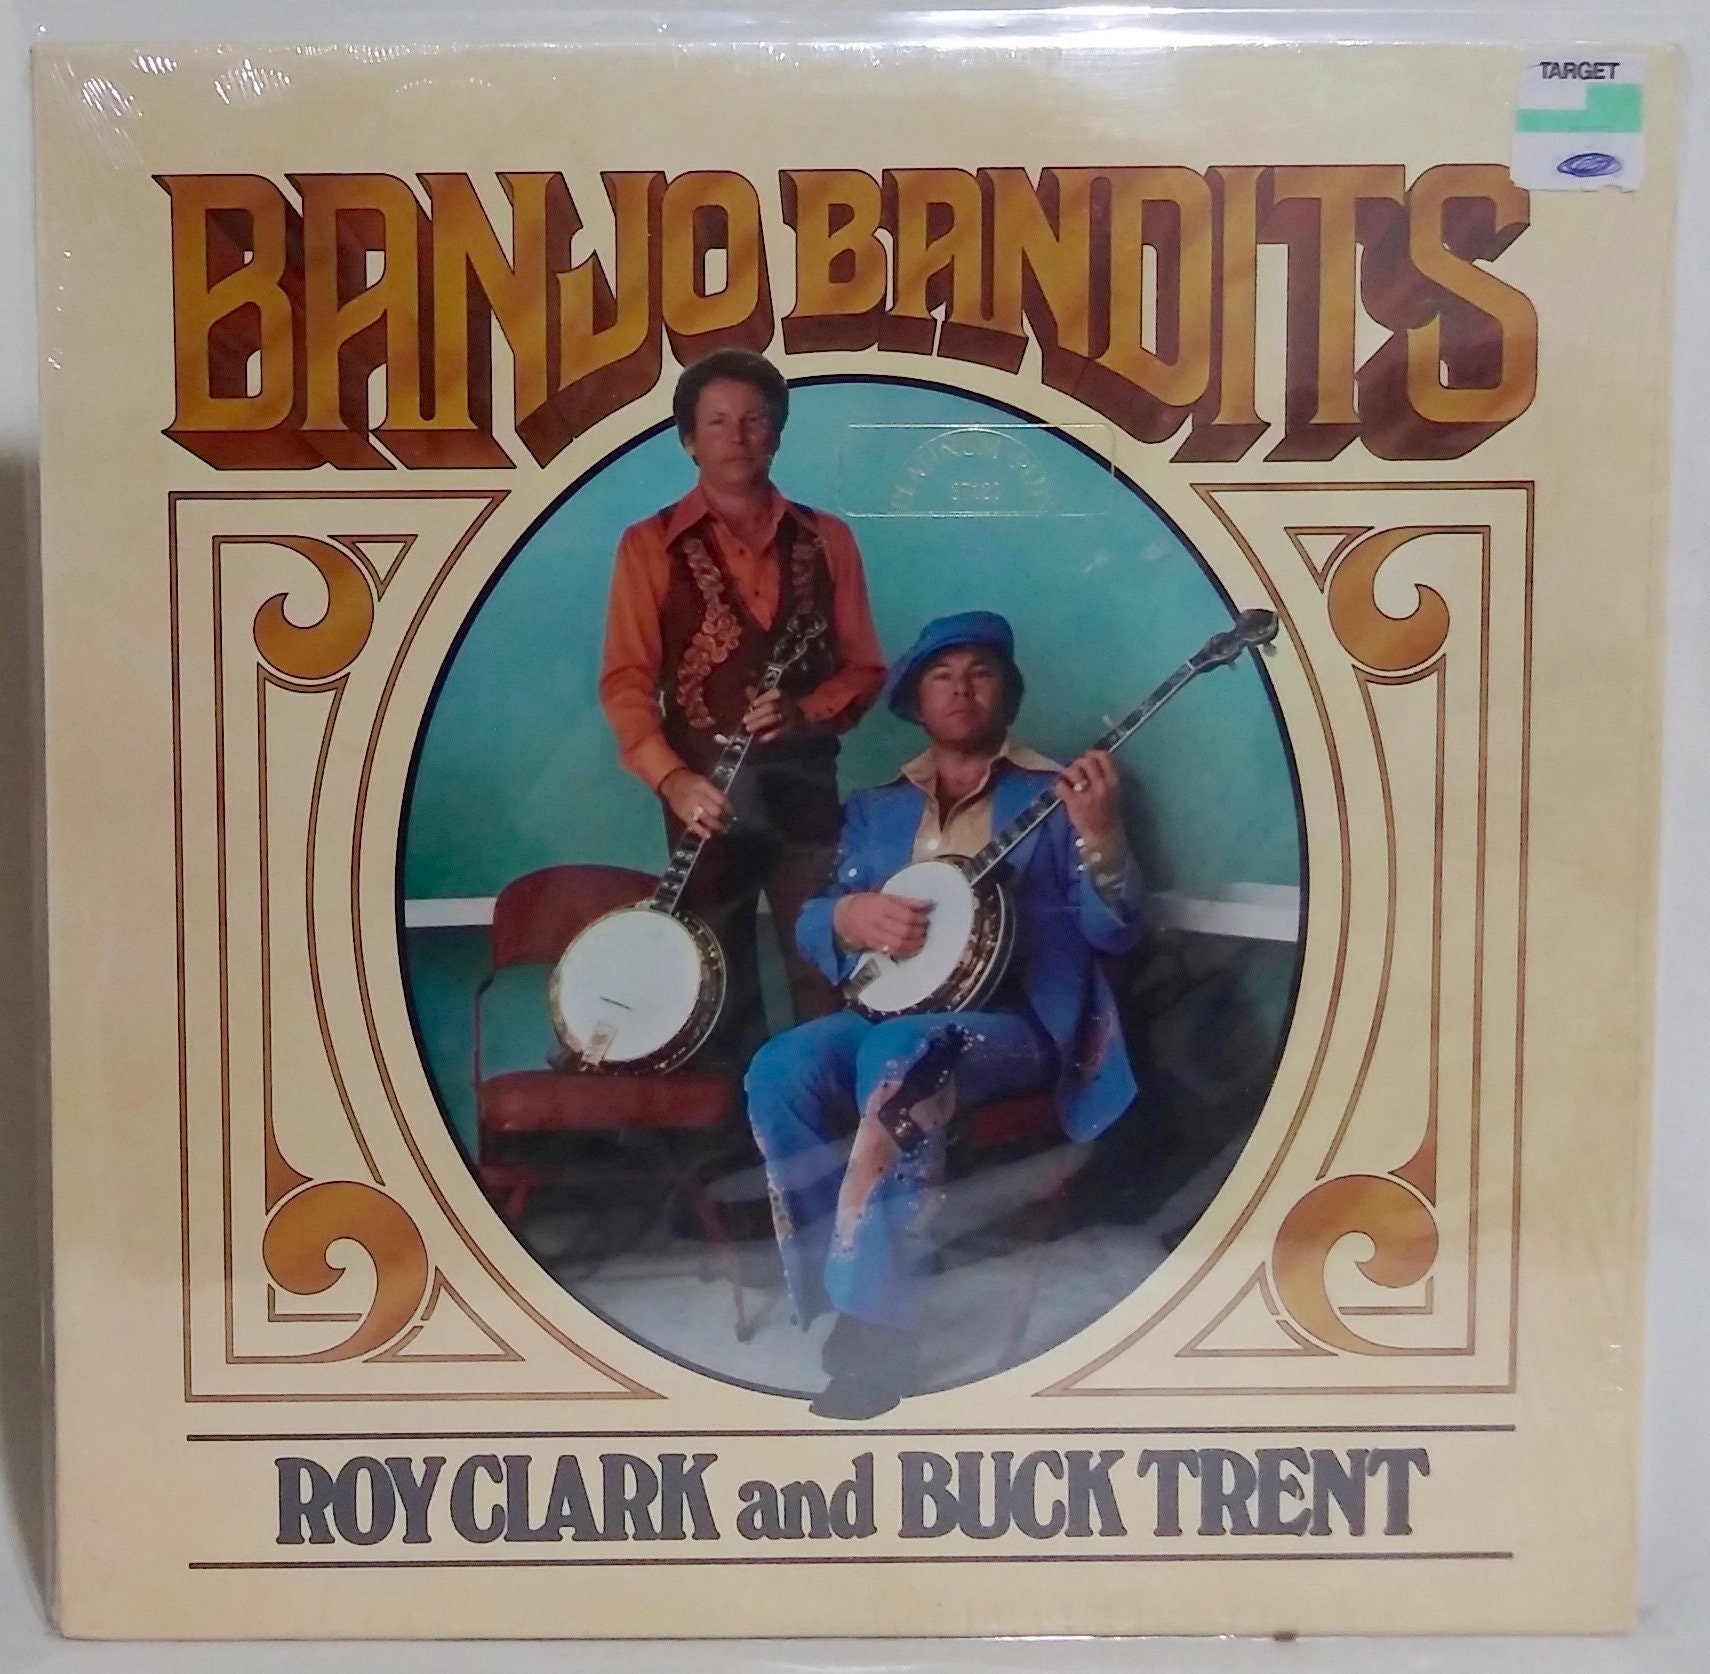 TARGET
BANJO BANDITS
ROY CLARK and BUCK TRENT